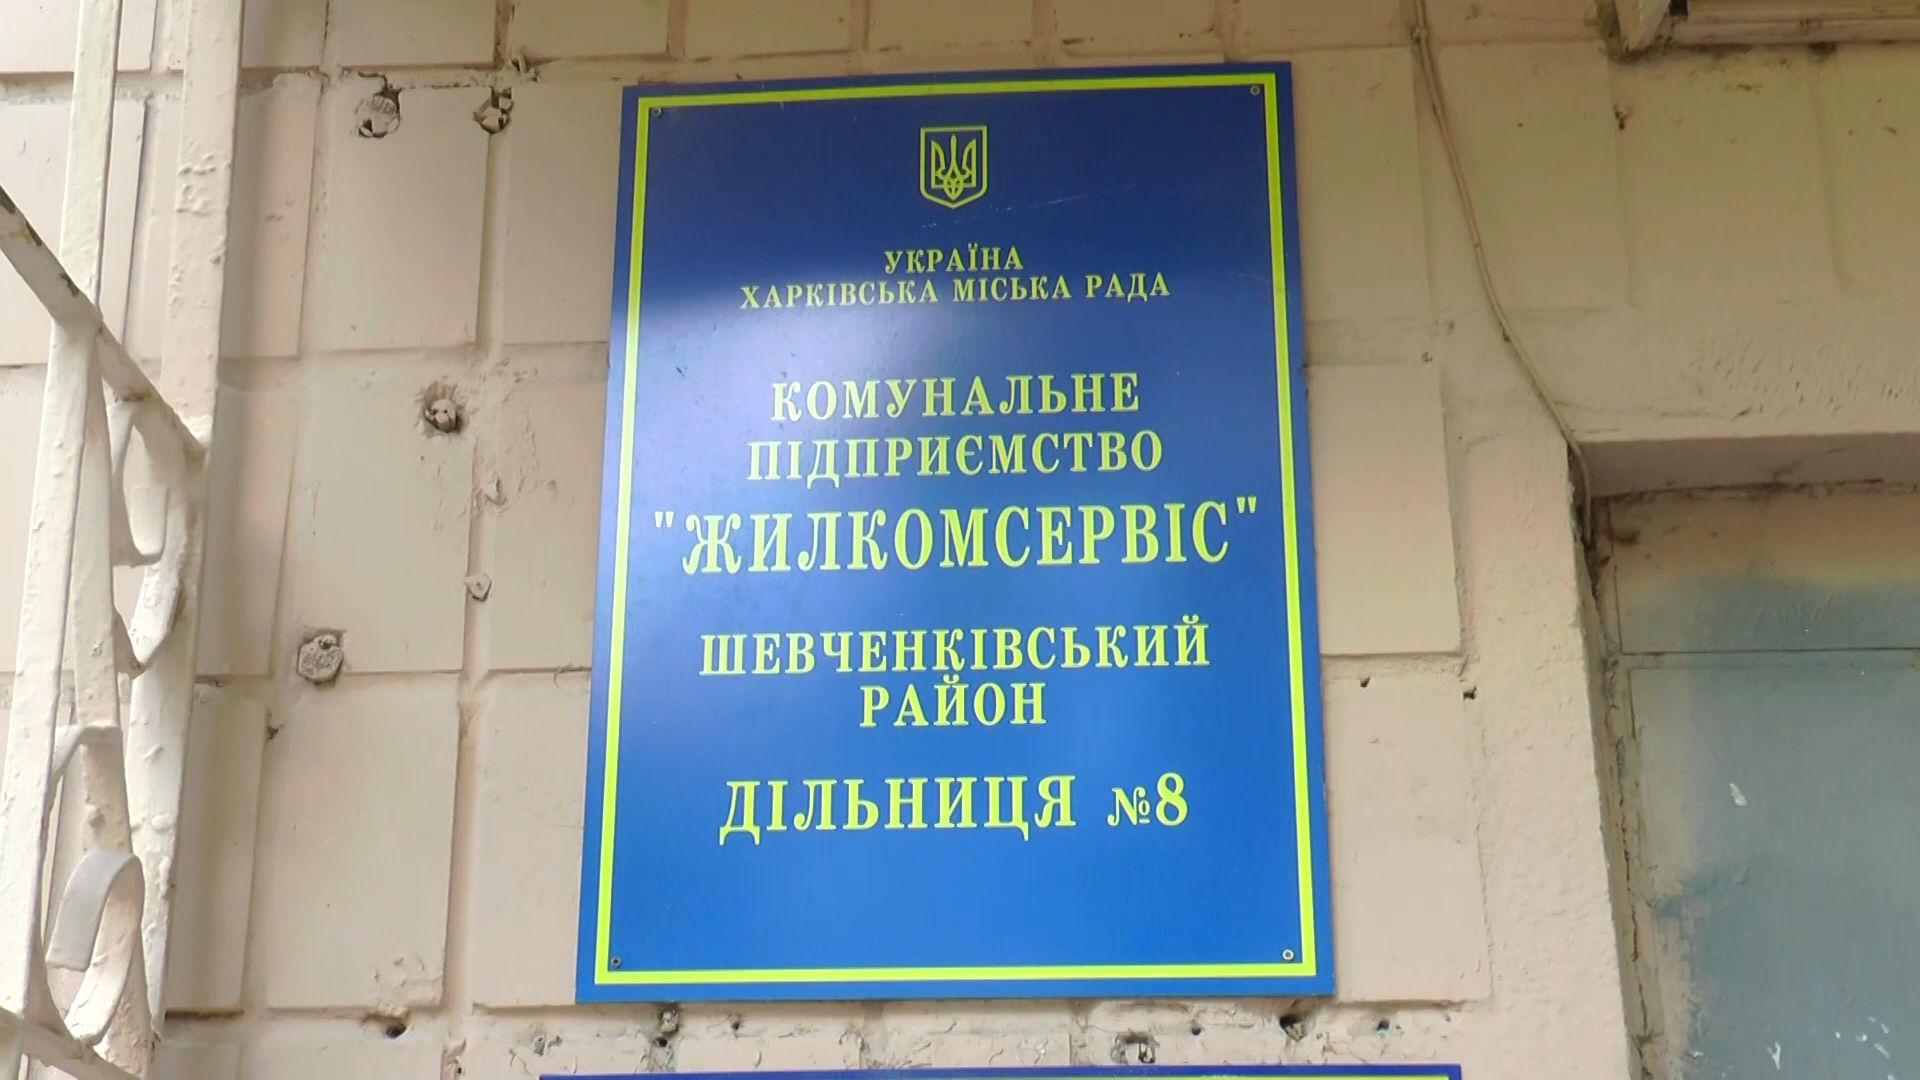 УКРАЇНА
ХАРКІВСЬКА МІСЬКА РАДА
КОМУНАЛЬНЕ
ПІДПРИЄМСТВО
"ЖИЛКОМСЕРВІС"
ШЕВЧЕНКІВСЬКИЙ
РАЙОН
ДІЛЬНИЦЯ №8